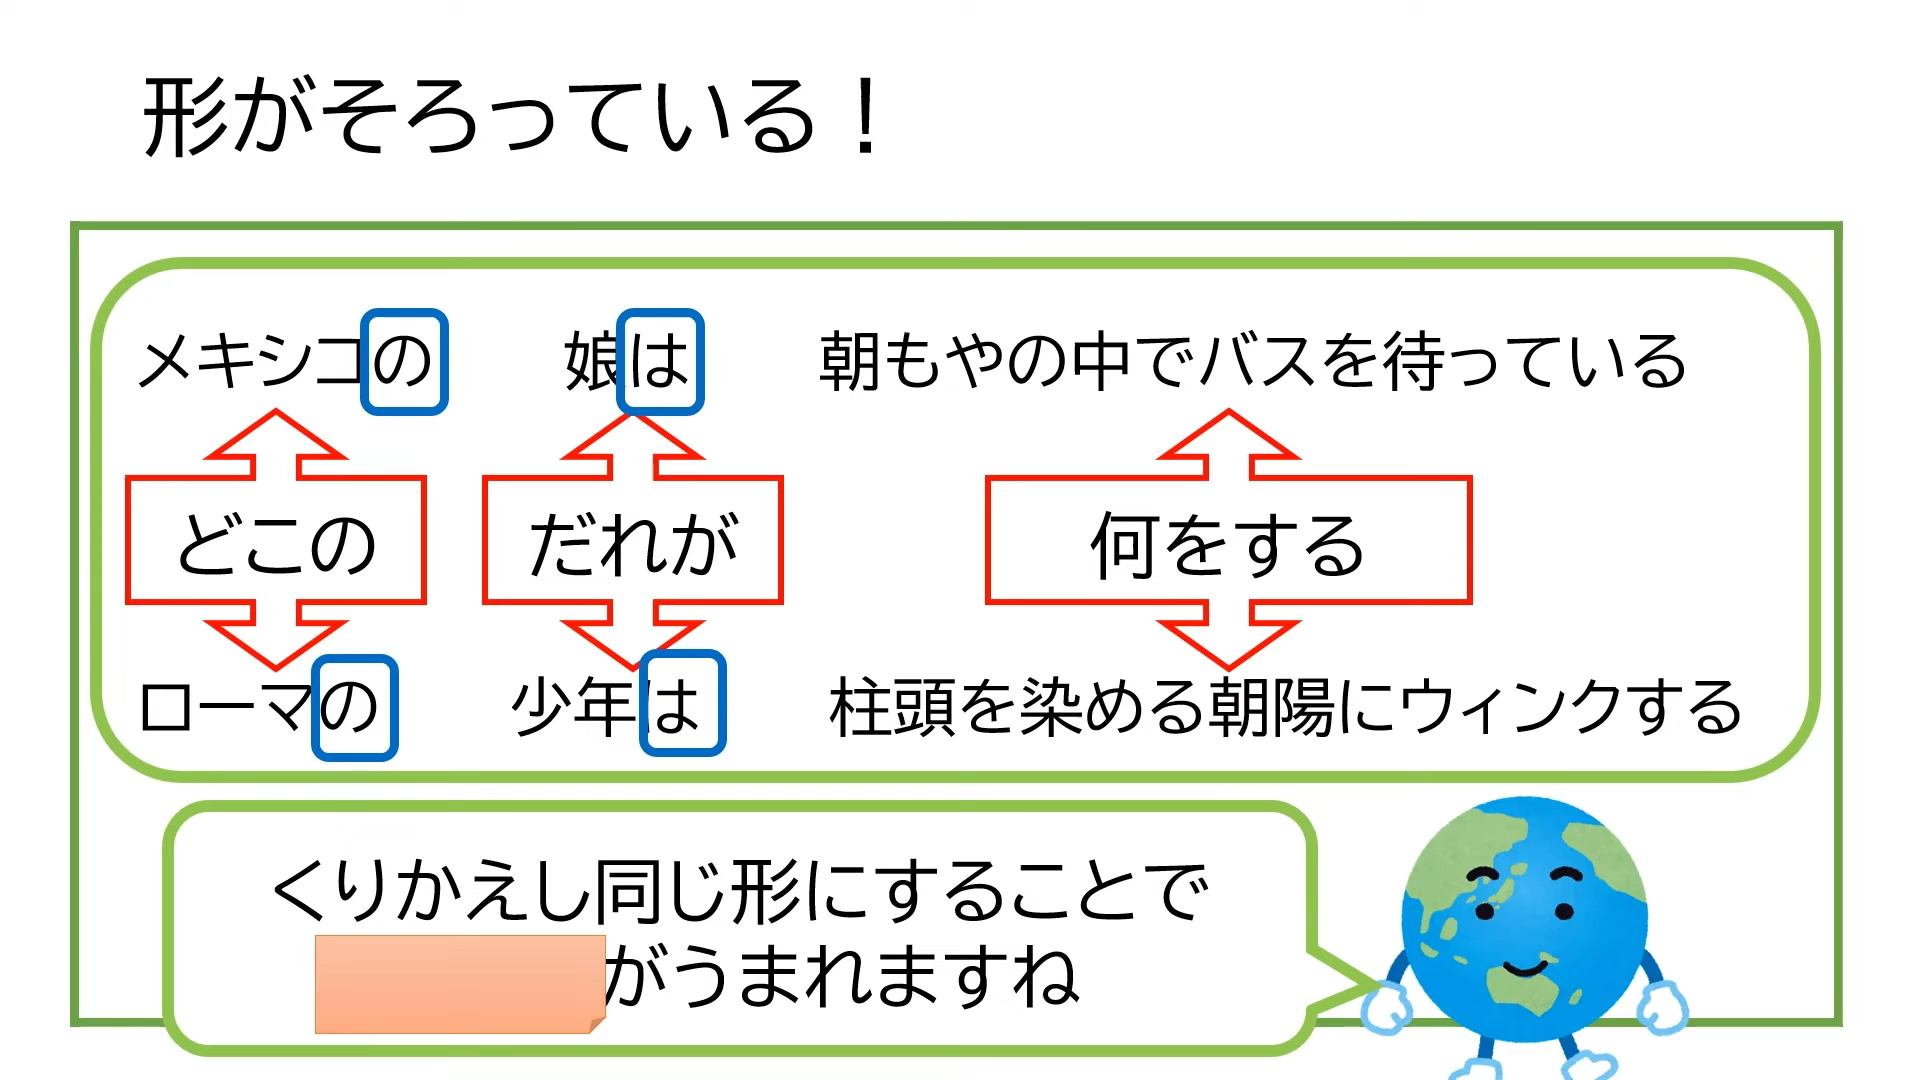 形がそろっている！
メキシコの　娘は　朝もやの中でバスを待っている
どこの　だれが　何をする
ローマの　少年は　柱頭を染める朝陽にウィンクする
くりかえし同じ形にすることで
がうまれますね